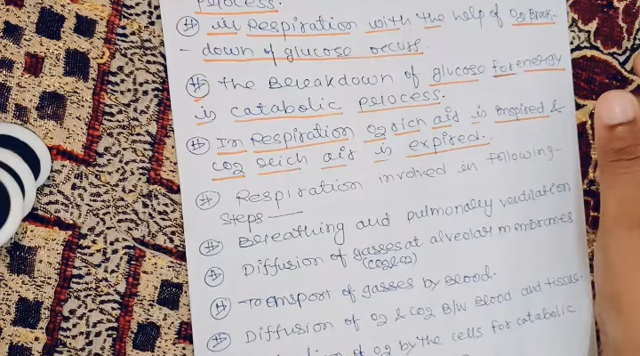 process.
# in Respiration with the help of O2 Break
- down of glucose occurs.
# the Breakdown of glucose for energy
is catabolic process.
# In Respiration O2 rich air is inspired &
CO2 rich air is expired.
# Respiration involved in following-
steps —
# Breathing and pulmonary ventilation
# Diffusion of gasses at alveolar membranes
(CO2&O2)
# Transport of gasses by Blood.
# Diffusion of O2 & CO2 B/W Blood and tissue.
of O2 by the cells for catabolic